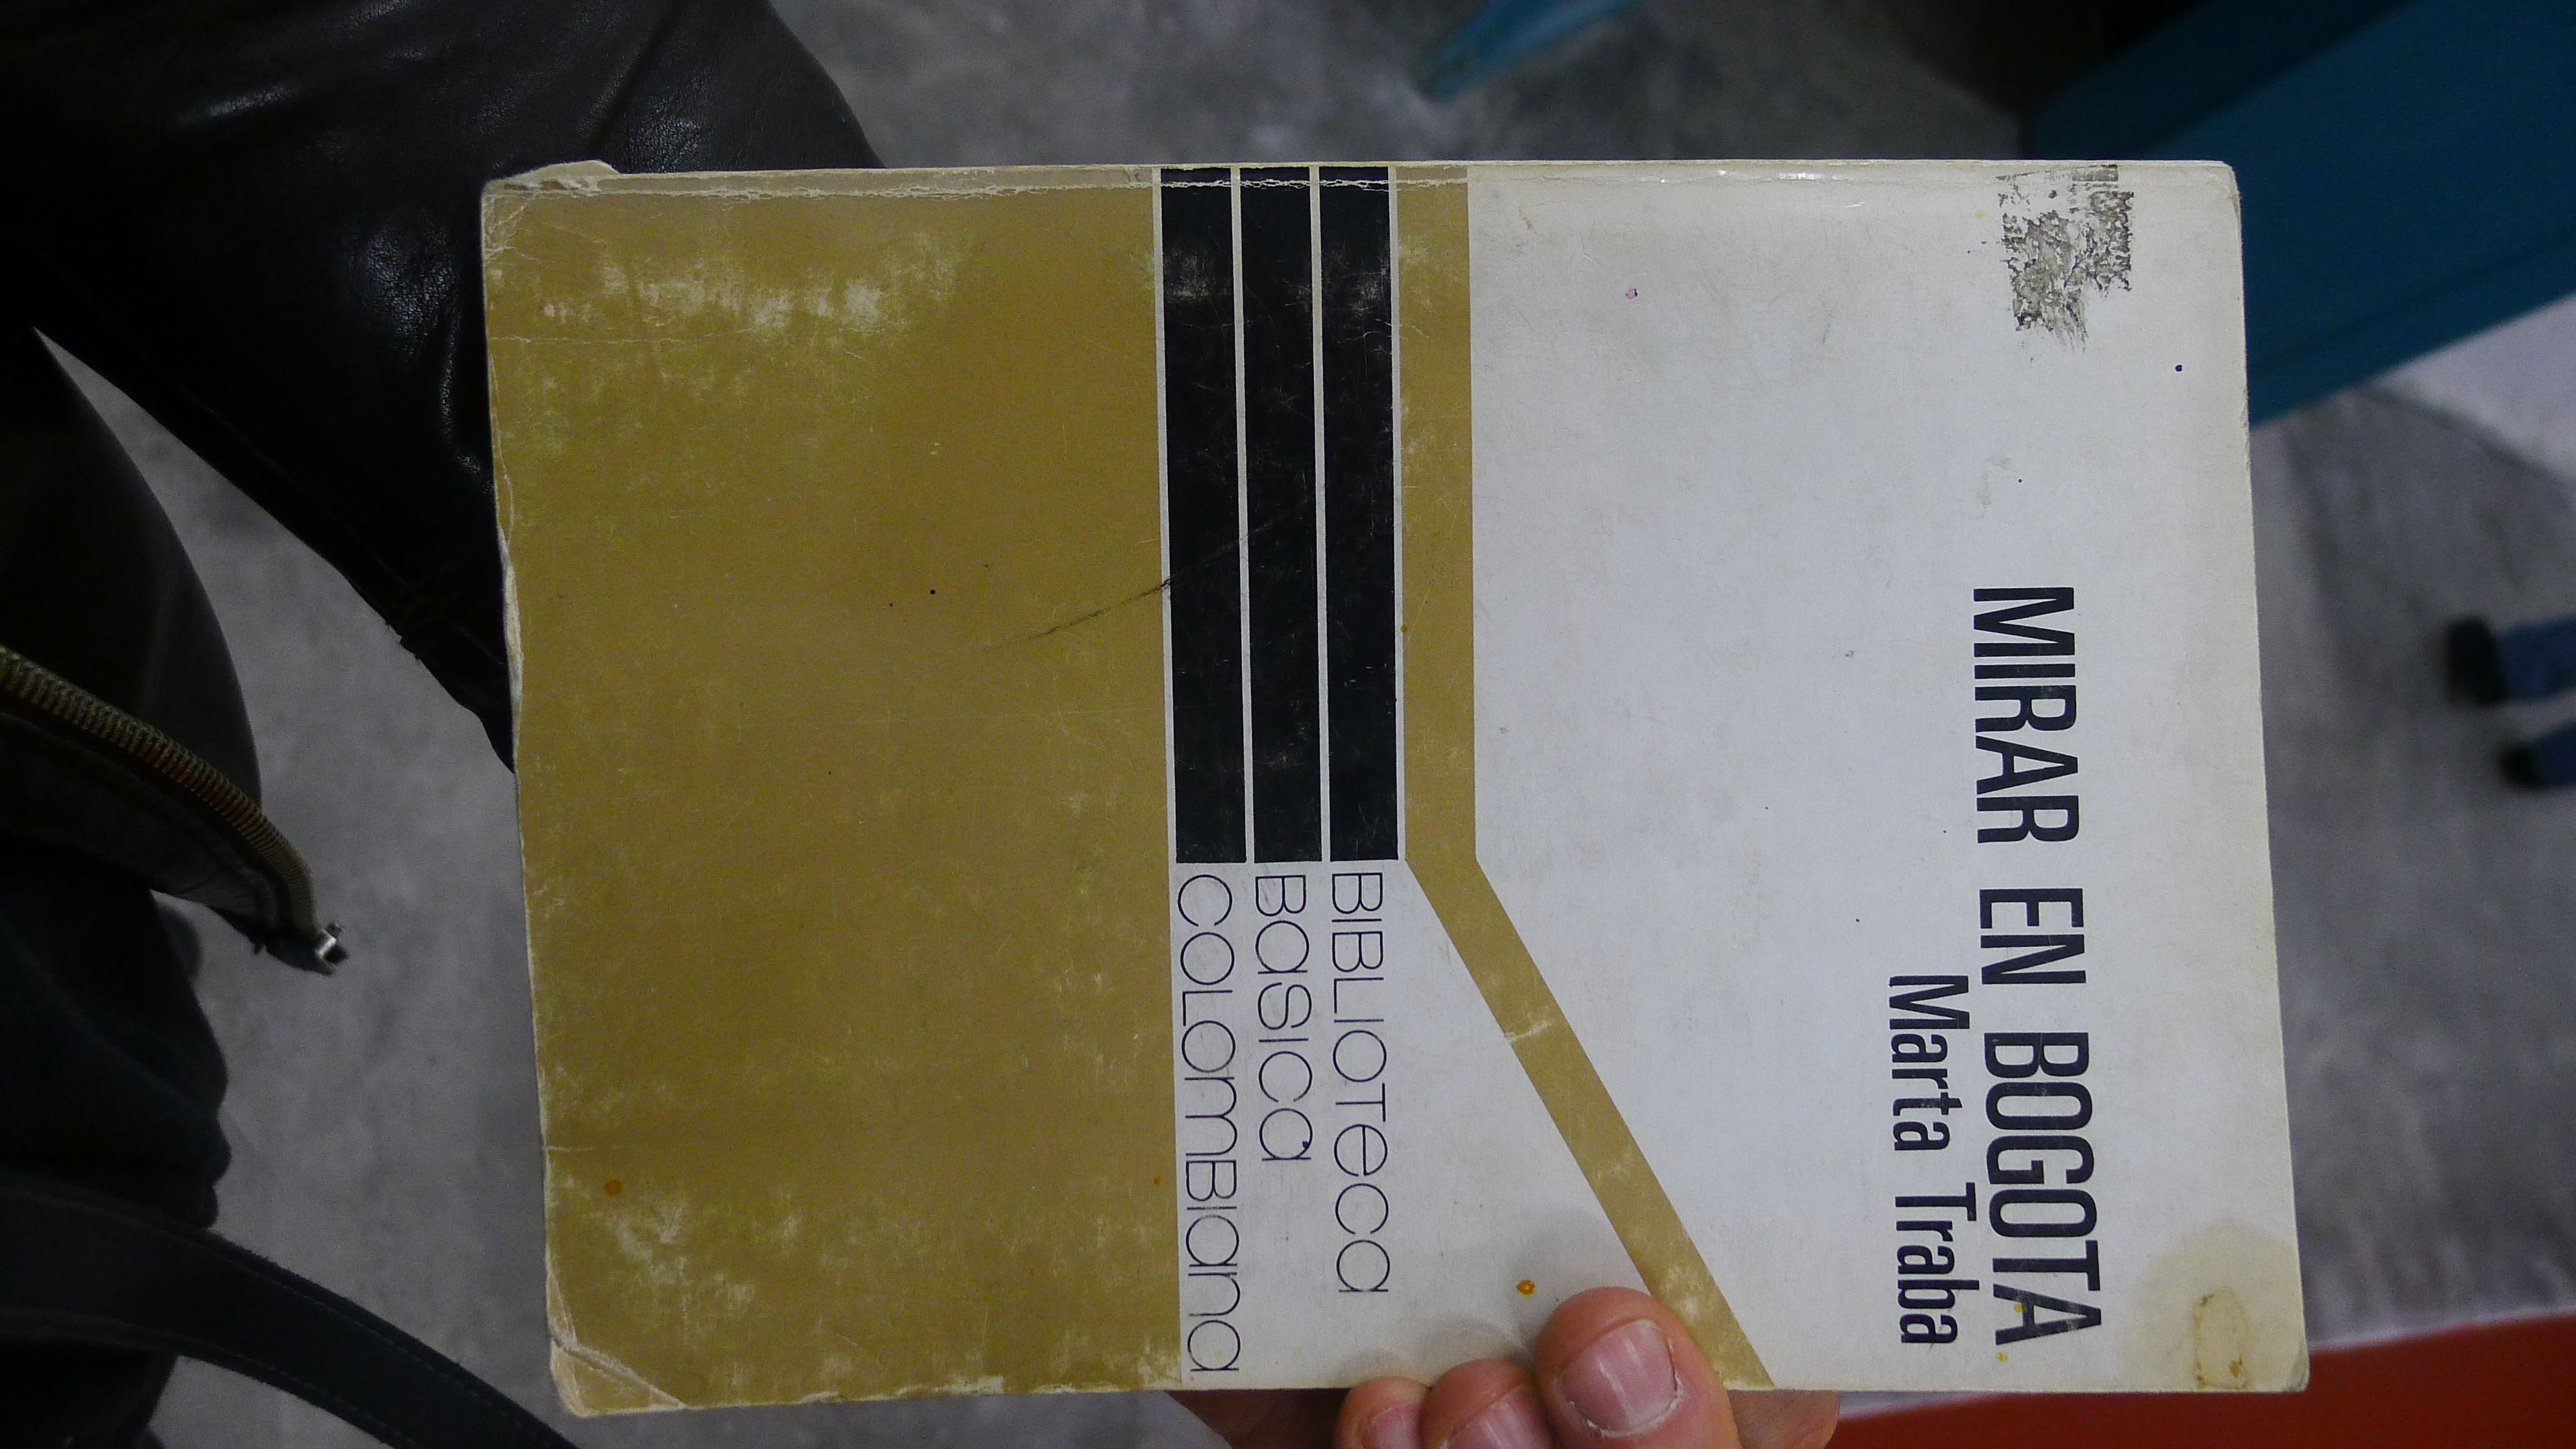 MIRAR EN BOGOTA
Marta Traba
BIBLIOTeca
BasIca
coLomBIana